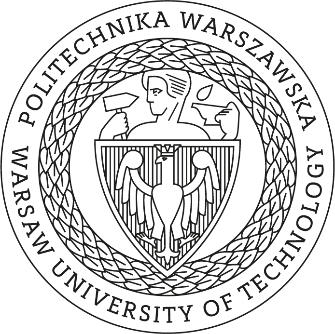 POLITECHNIKA WARSZAWSKA
WARSAW UNIVERSITY OF TECHNOLOGY